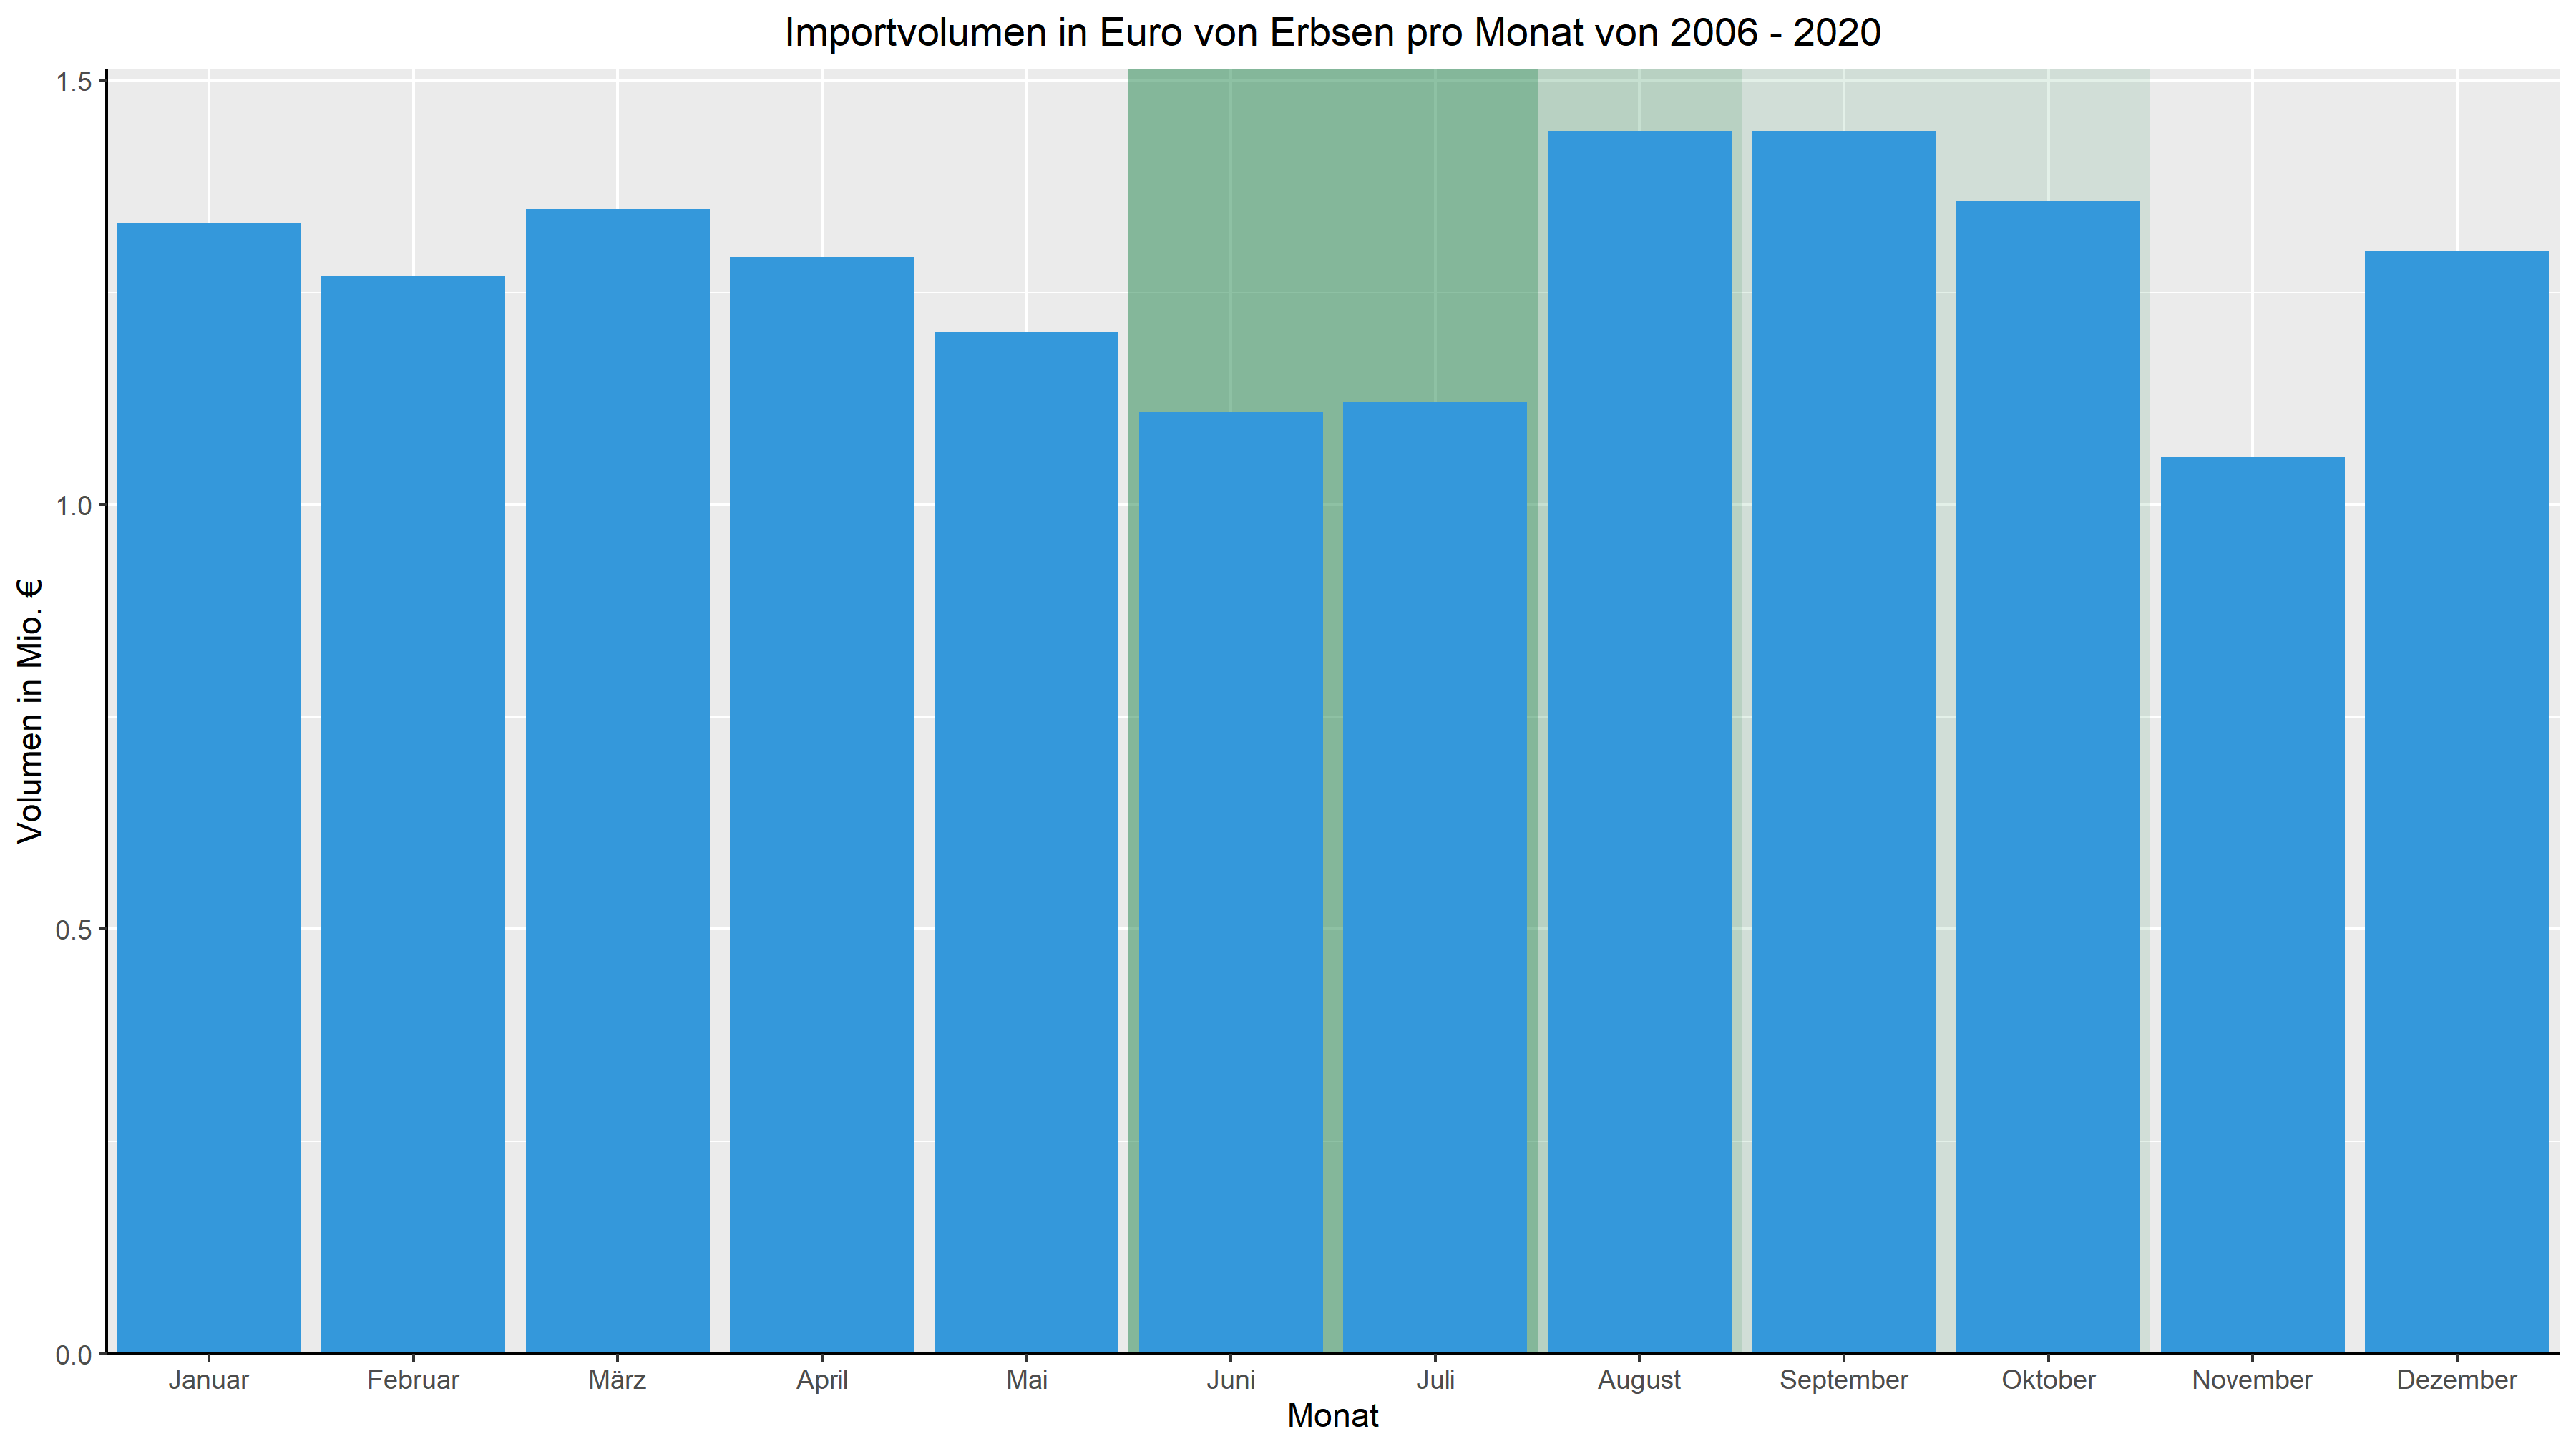 Importvolumen in Euro von Erbsen pro Monat von 2006 - 2020
Volumen in Mio. €
1.5
1.0
0.5
0.0
Januar Februar März April Mai Juni Juli August September Oktober November Dezember
Monat